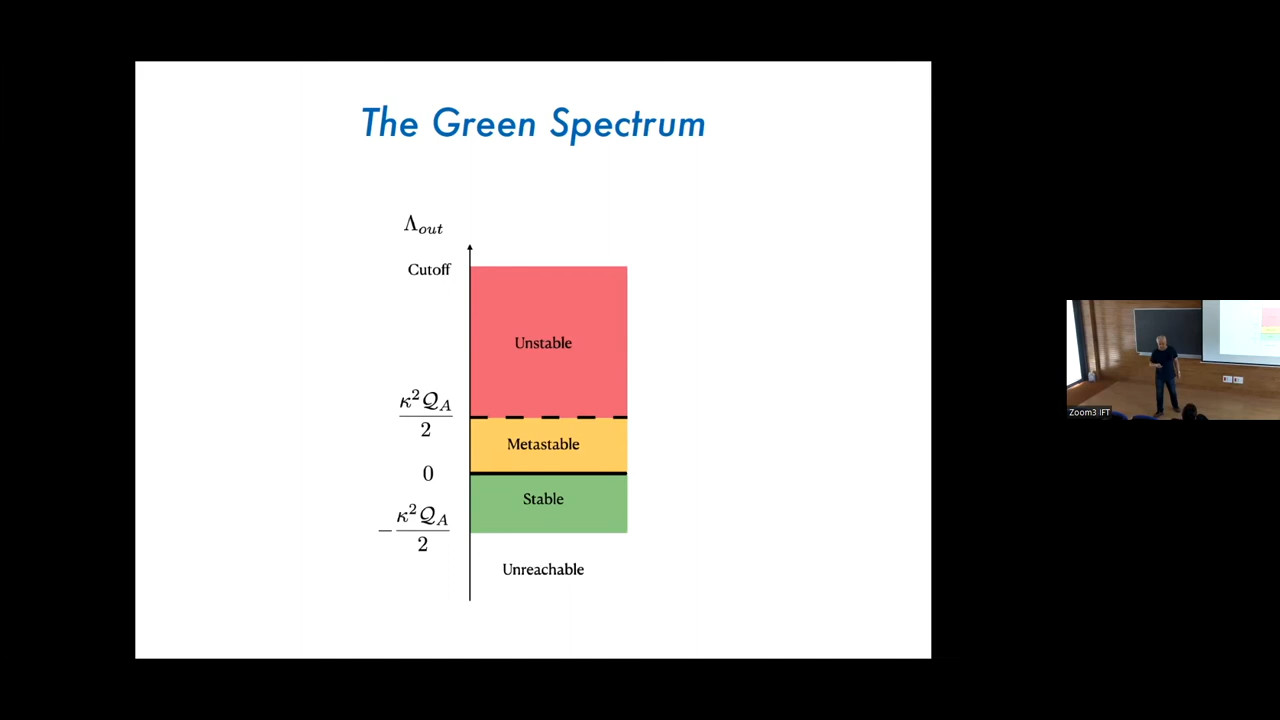 The Green Spectrum
Λ_out
Cutoff
Unstable
κ²𝒬_A
2
Metastable
0
Stable
− κ²𝒬_A
2
Unreachable
Zoom3 IFT